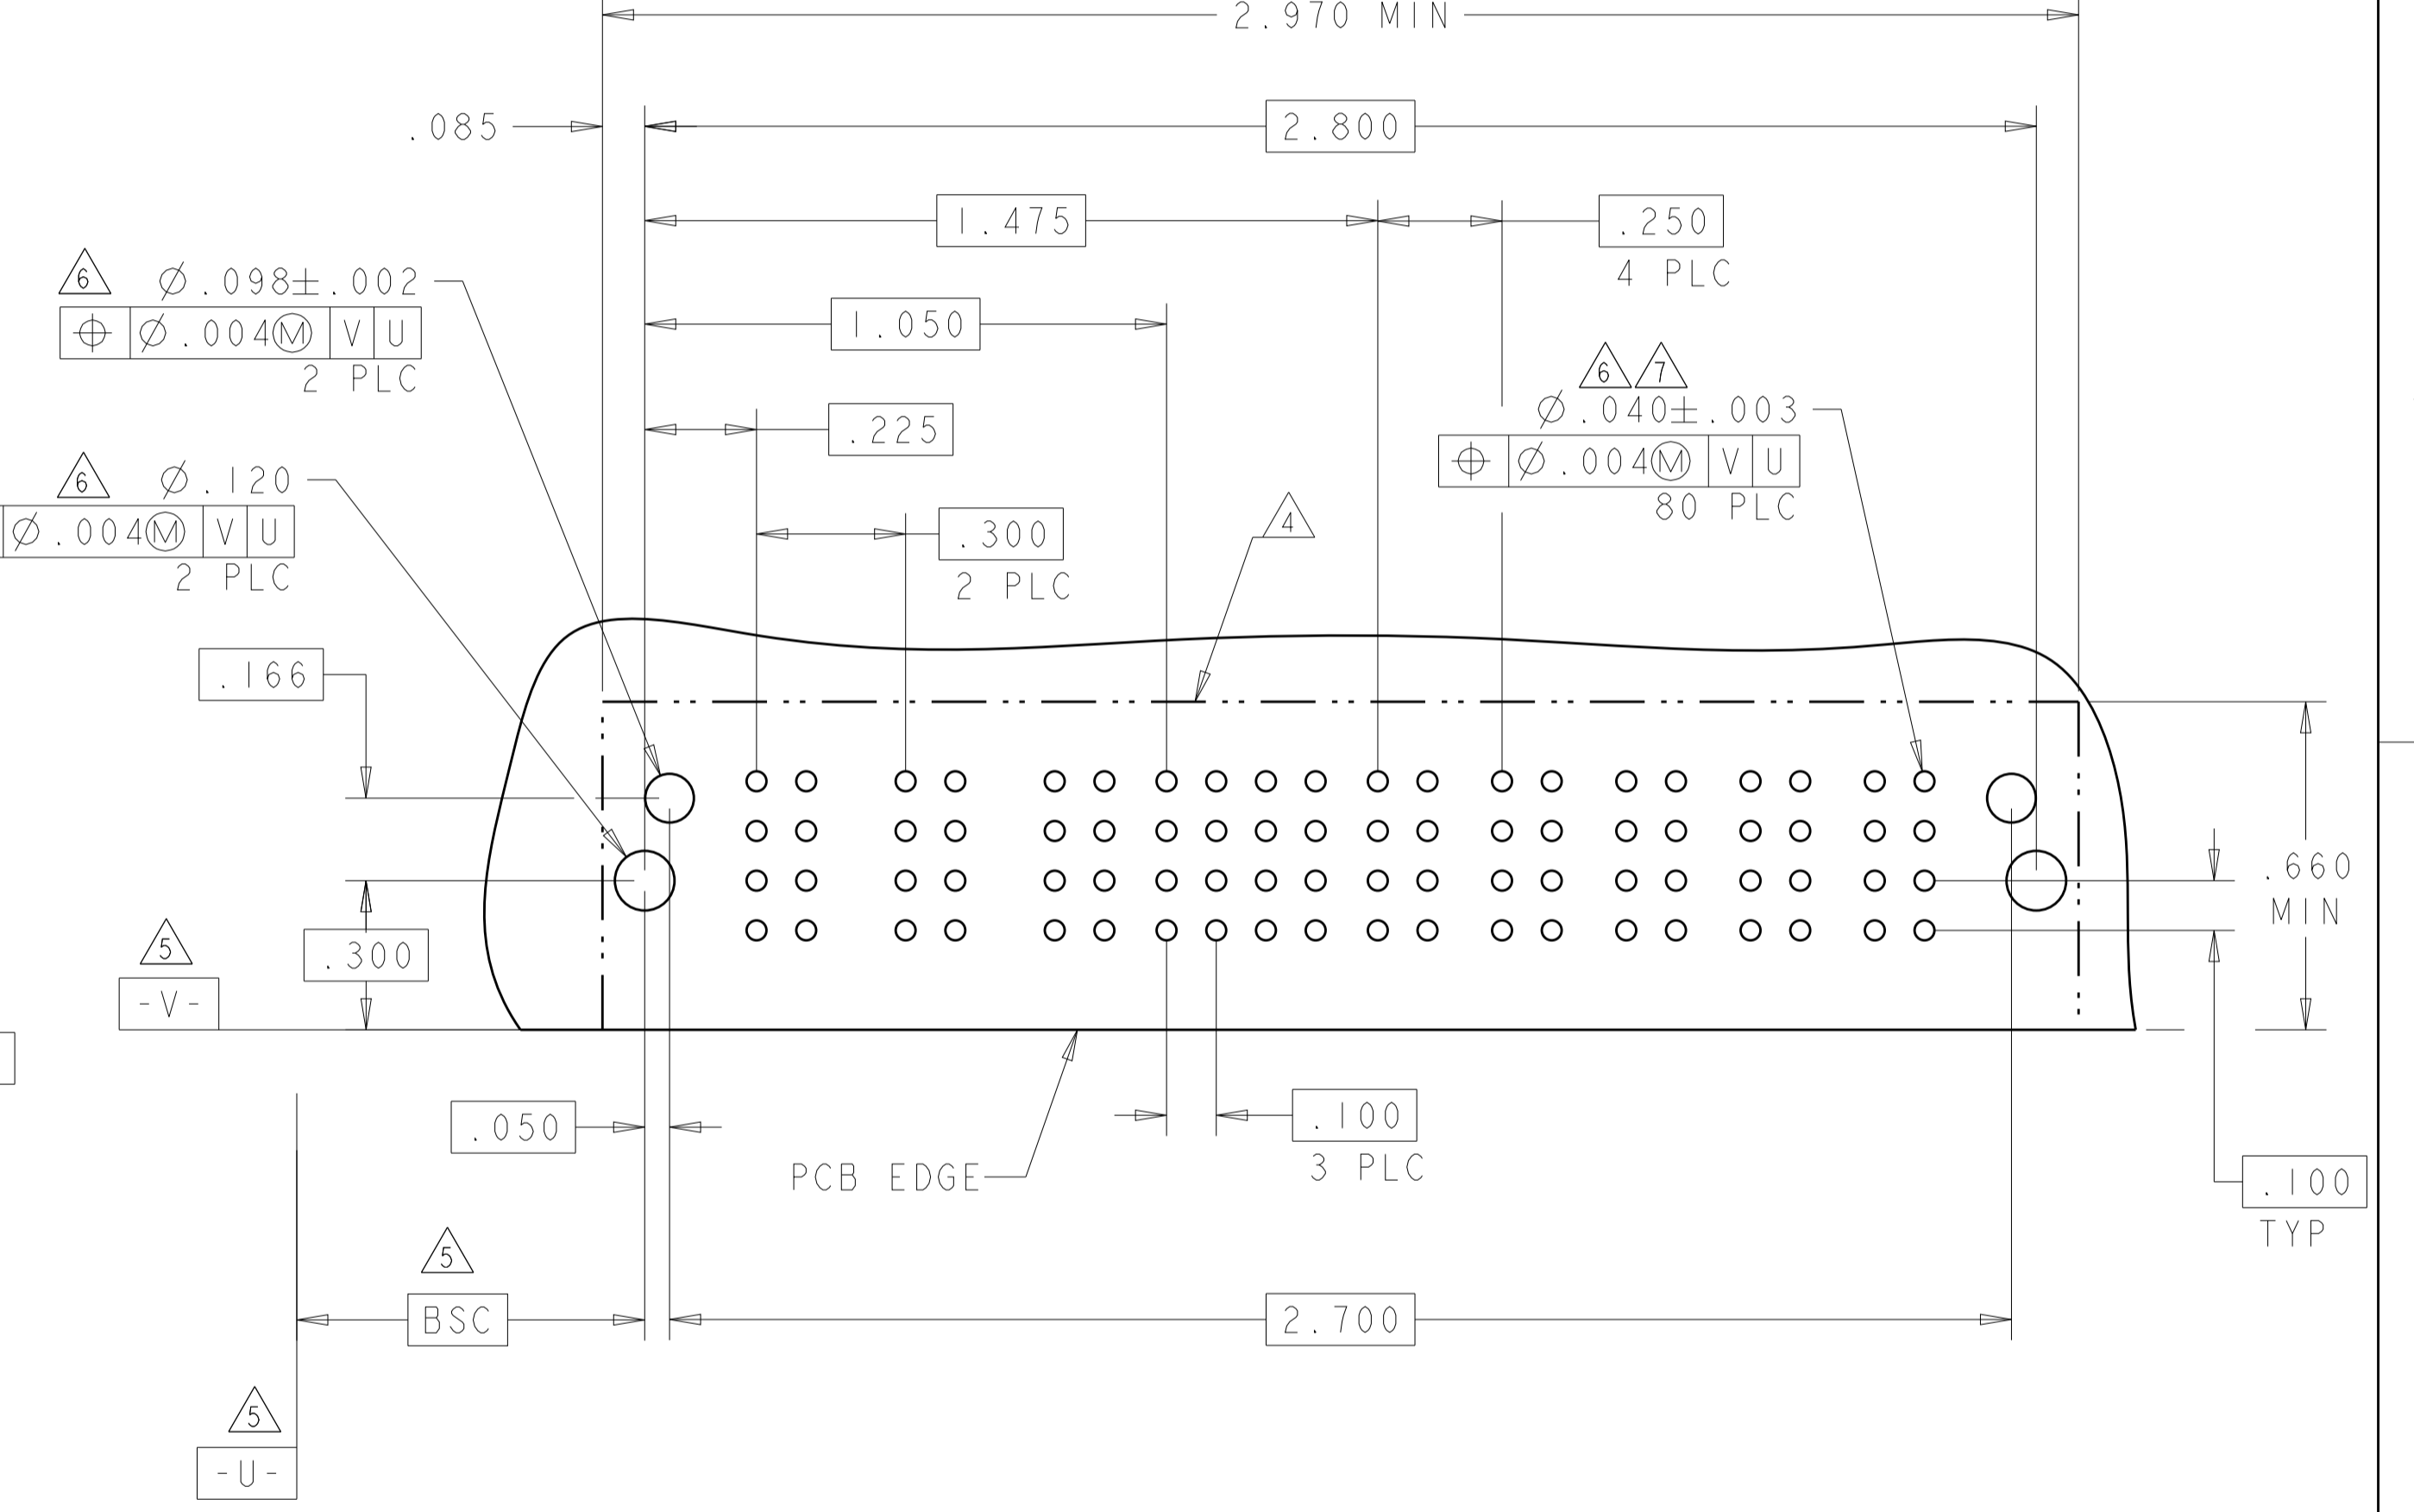 2.970 MIN
.085
2.800
1.475
.250
4 PLC
6 ⌀.098±.002
⌖ ⌀.004Ⓜ V U
2 PLC
1.050
6 7
⌀.040±.003
⌖ ⌀.004Ⓜ V U
80 PLC
.225
6 ⌀.120
⌀.004Ⓜ V U
2 PLC
4
.300
2 PLC
.166
.660
MIN
5
.300
-V-
.050
.100
3 PLC
PCB EDGE
.100
TYP
5
BSC
2.700
5
-U-